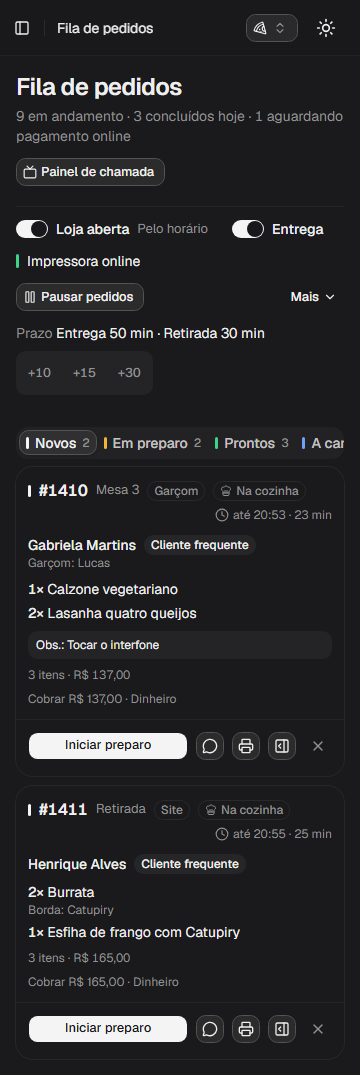 Fila de pedidos
Fila de pedidos
9 em andamento · 3 concluídos hoje · 1 aguardando
pagamento online
Painel de chamada
Loja aberta Pelo horário Entrega
Impressora online
Pausar pedidos Mais
Prazo Entrega 50 min · Retirada 30 min
+10 +15 +30
Novos 2 Em preparo 2 Prontos 3 A car
#1410 Mesa 3 Garçom Na cozinha
até 20:53 · 23 min
Gabriela Martins Cliente frequente
Garçom: Lucas
1× Calzone vegetariano
2× Lasanha quatro queijos
Obs.: Tocar o interfone
3 itens · R$ 137,00
Cobrar R$ 137,00 · Dinheiro
Iniciar preparo
#1411 Retirada Site Na cozinha
até 20:55 · 25 min
Henrique Alves Cliente frequente
2× Burrata
Borda: Catupiry
1× Esfiha de frango com Catupiry
3 itens · R$ 165,00
Cobrar R$ 165,00 · Dinheiro
Iniciar preparo